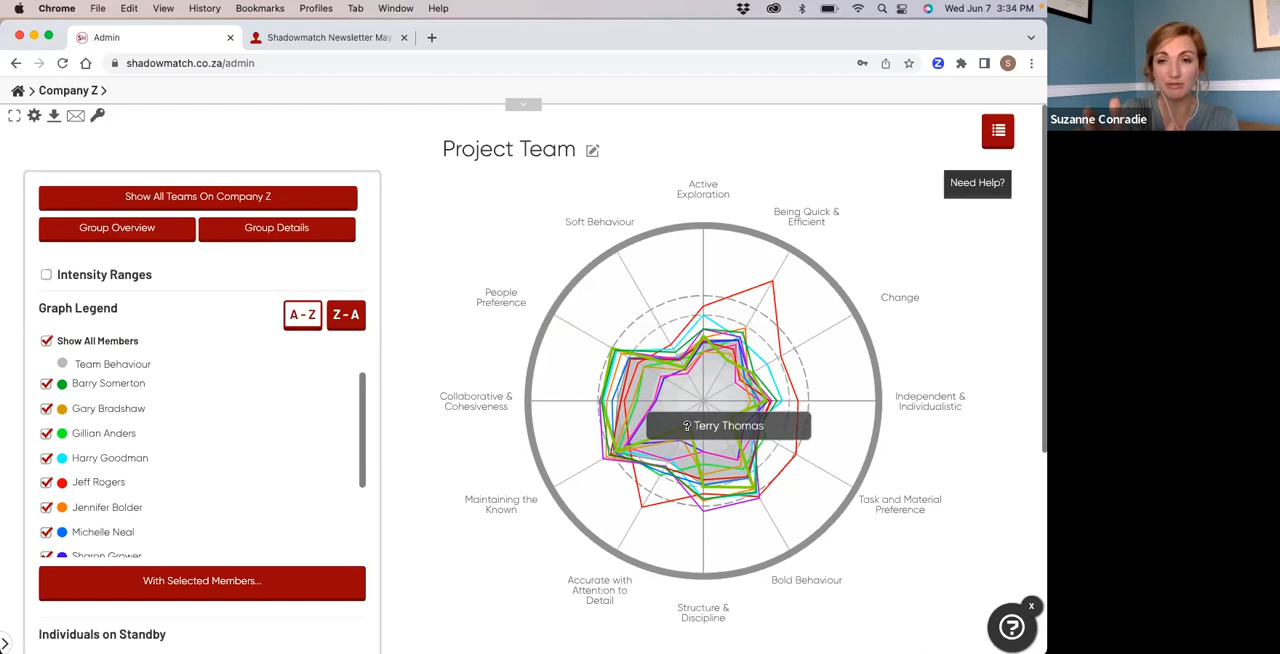 Chrome File Edit View History Bookmarks Profiles Tab Window Help Wed Jun 7 3:34 PM
Admin
Shadowmatch Newsletter May
shadowmatch.co.za/admin
S
Company Z
Project Team
Need Help?
Show All Teams On Company Z
Group Overview Group Details
Intensity Ranges
Graph Legend
A - Z Z - A
Show All Members
Team Behaviour
Barry Somerton
Gary Bradshaw
Gillian Anders
Harry Goodman
Jeff Rogers
Jennifer Bolder
Michelle Neal
Sharon Grower
With Selected Members...
Individuals on Standby
Active
Exploration
Being Quick &
Efficient
Change
Independent &
Individualistic
Task and Material
Preference
Bold Behaviour
Structure &
Discipline
Accurate with
Attention to
Detail
Maintaining the
Known
Collaborative &
Cohesiveness
People
Preference
Soft Behaviour
? Terry Thomas
x
?
Suzanne Conradie